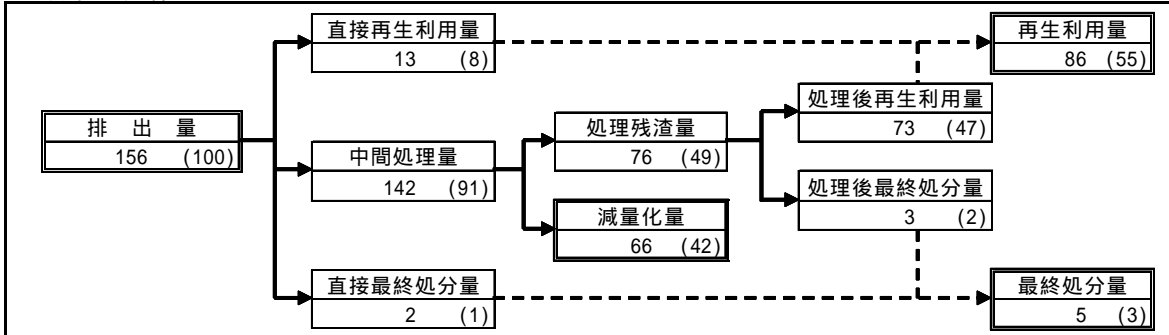 直接再生利用量
13 (8)
再生利用量
86 (55)
処理後再生利用量
73 (47)
排 出 量
156 (100)
処理残渣量
76 (49)
中間処理量
142 (91)
処理後最終処分量
3 (2)
減量化量
66 (42)
直接最終処分量
2 (1)
最終処分量
5 (3)